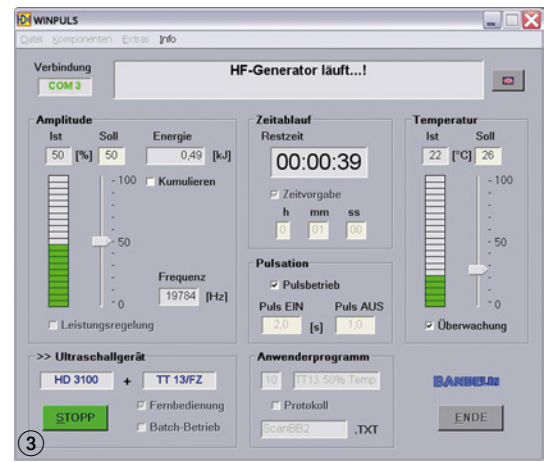 WINPULS
Datei Komponenten Extras Info
Verbindung
COM 3
HF-Generator läuft...!
Amplitude
Ist Soll Energie
50 [%] 50 0,49 [kJ]
100
Kumulieren
50
Frequenz
19784 [Hz]
0
Leistungsregelung
Zeitablauf
Restzeit
00:00:39
Zeitvorgabe
h mm ss
0 01 00
Pulsation
Pulsbetrieb
Puls EIN Puls AUS
2,0 [s] 1,0
Temperatur
Ist Soll
22 [°C] 26
100
50
0
Überwachung
>> Ultraschallgerät
HD 3100 + TT 13/FZ
STOPP
Fernbedienung
Batch-Betrieb
Anwenderprogramm
10 TT13 50% Temp
Protokoll
ScanBB2 .TXT
BANDELIN
ENDE
3